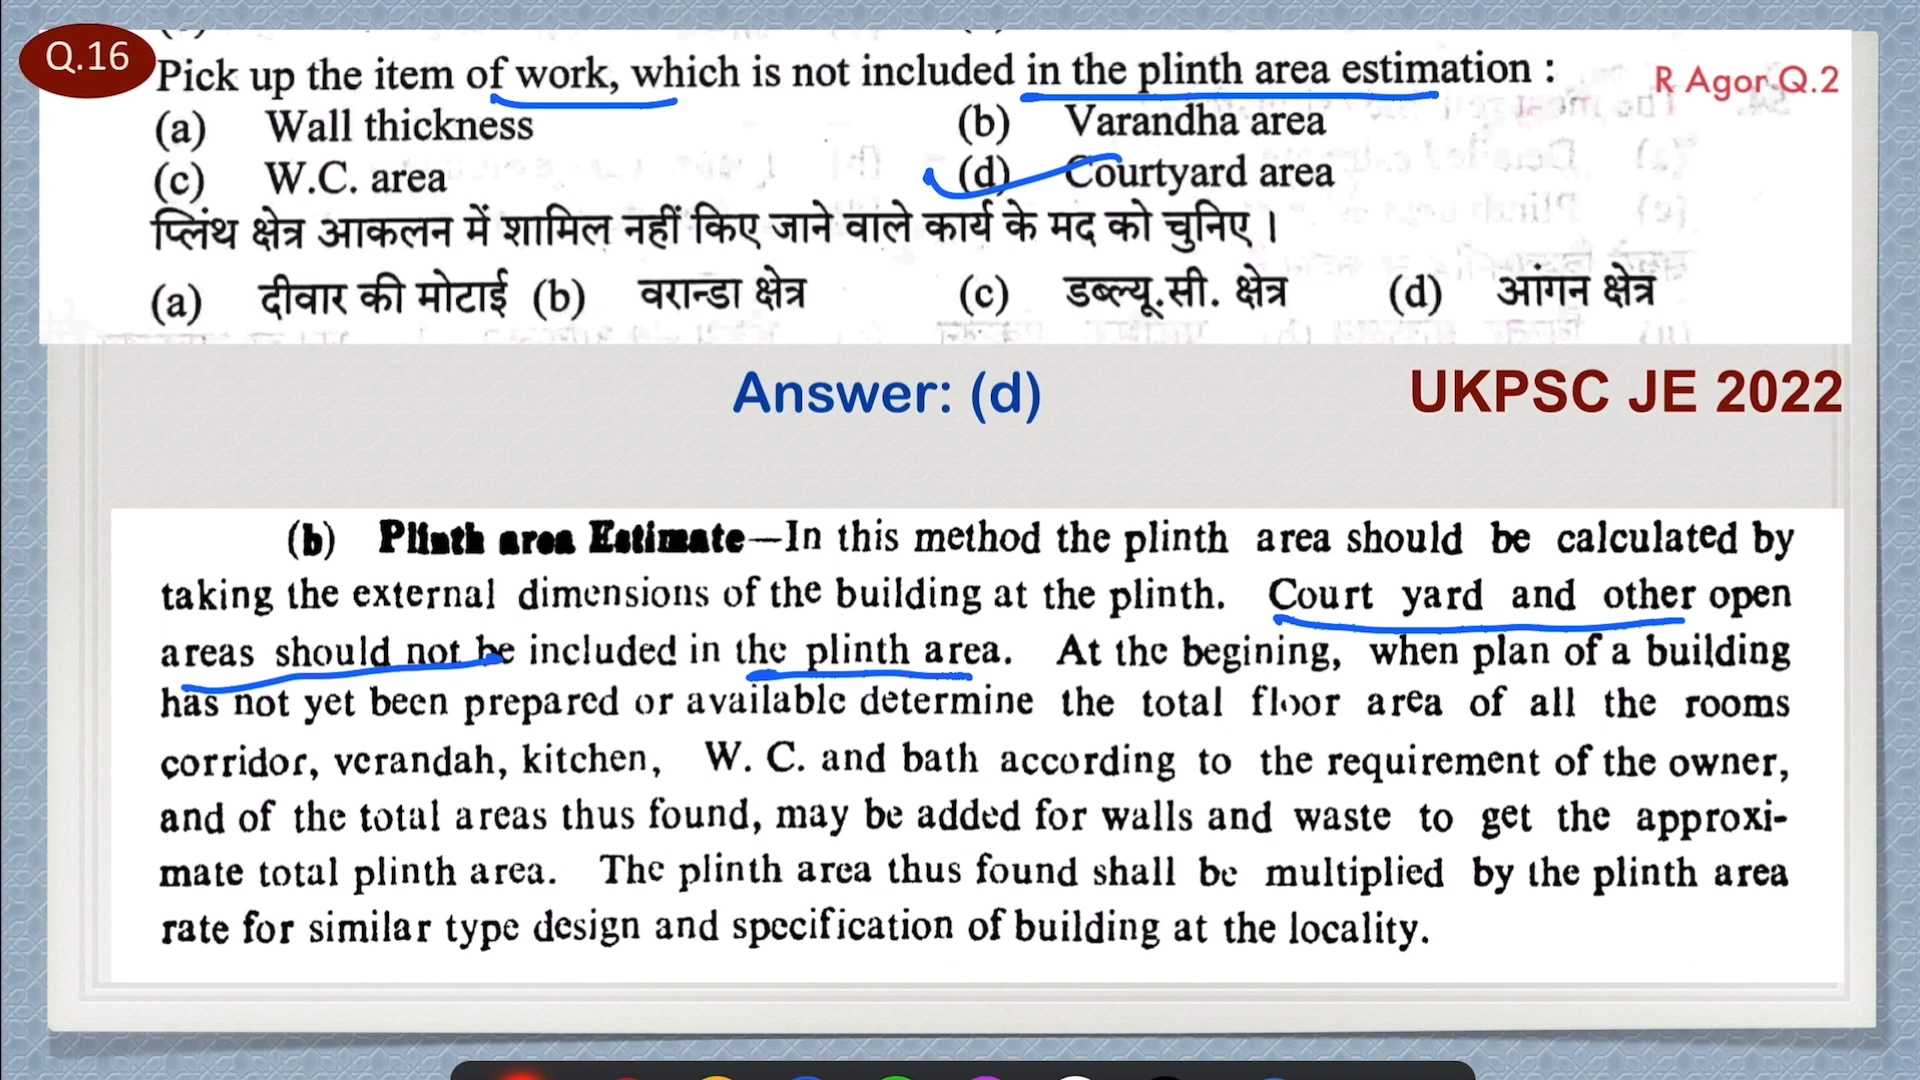 Q.16
Pick up the item of work, which is not included in the plinth area estimation :
R Agor Q.2
(a) Wall thickness (b) Varandha area
(c) W.C. area (d) Courtyard area
प्लिंथ क्षेत्र आकलन में शामिल नहीं किए जाने वाले कार्य के मद को चुनिए ।
(a) दीवार की मोटाई (b) वरान्डा क्षेत्र (c) डब्ल्यू.सी. क्षेत्र (d) आंगन क्षेत्र
Answer: (d)
UKPSC JE 2022
(b) Plinth area Estimate—In this method the plinth area should be calculated by
taking the external dimensions of the building at the plinth. Court yard and other open
areas should not be included in the plinth area. At the begining, when plan of a building
has not yet been prepared or available determine the total floor area of all the rooms
corridor, verandah, kitchen, W. C. and bath according to the requirement of the owner,
and of the total areas thus found, may be added for walls and waste to get the approxi-
mate total plinth area. The plinth area thus found shall be multiplied by the plinth area
rate for similar type design and specification of building at the locality.